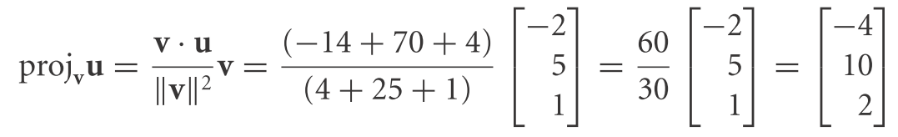 proj_v u = (v · u)/‖v‖² v = (−14 + 70 + 4)/(4 + 25 + 1) [−2 5 1] = 60/30 [−2 5 1] = [−4 10 2]